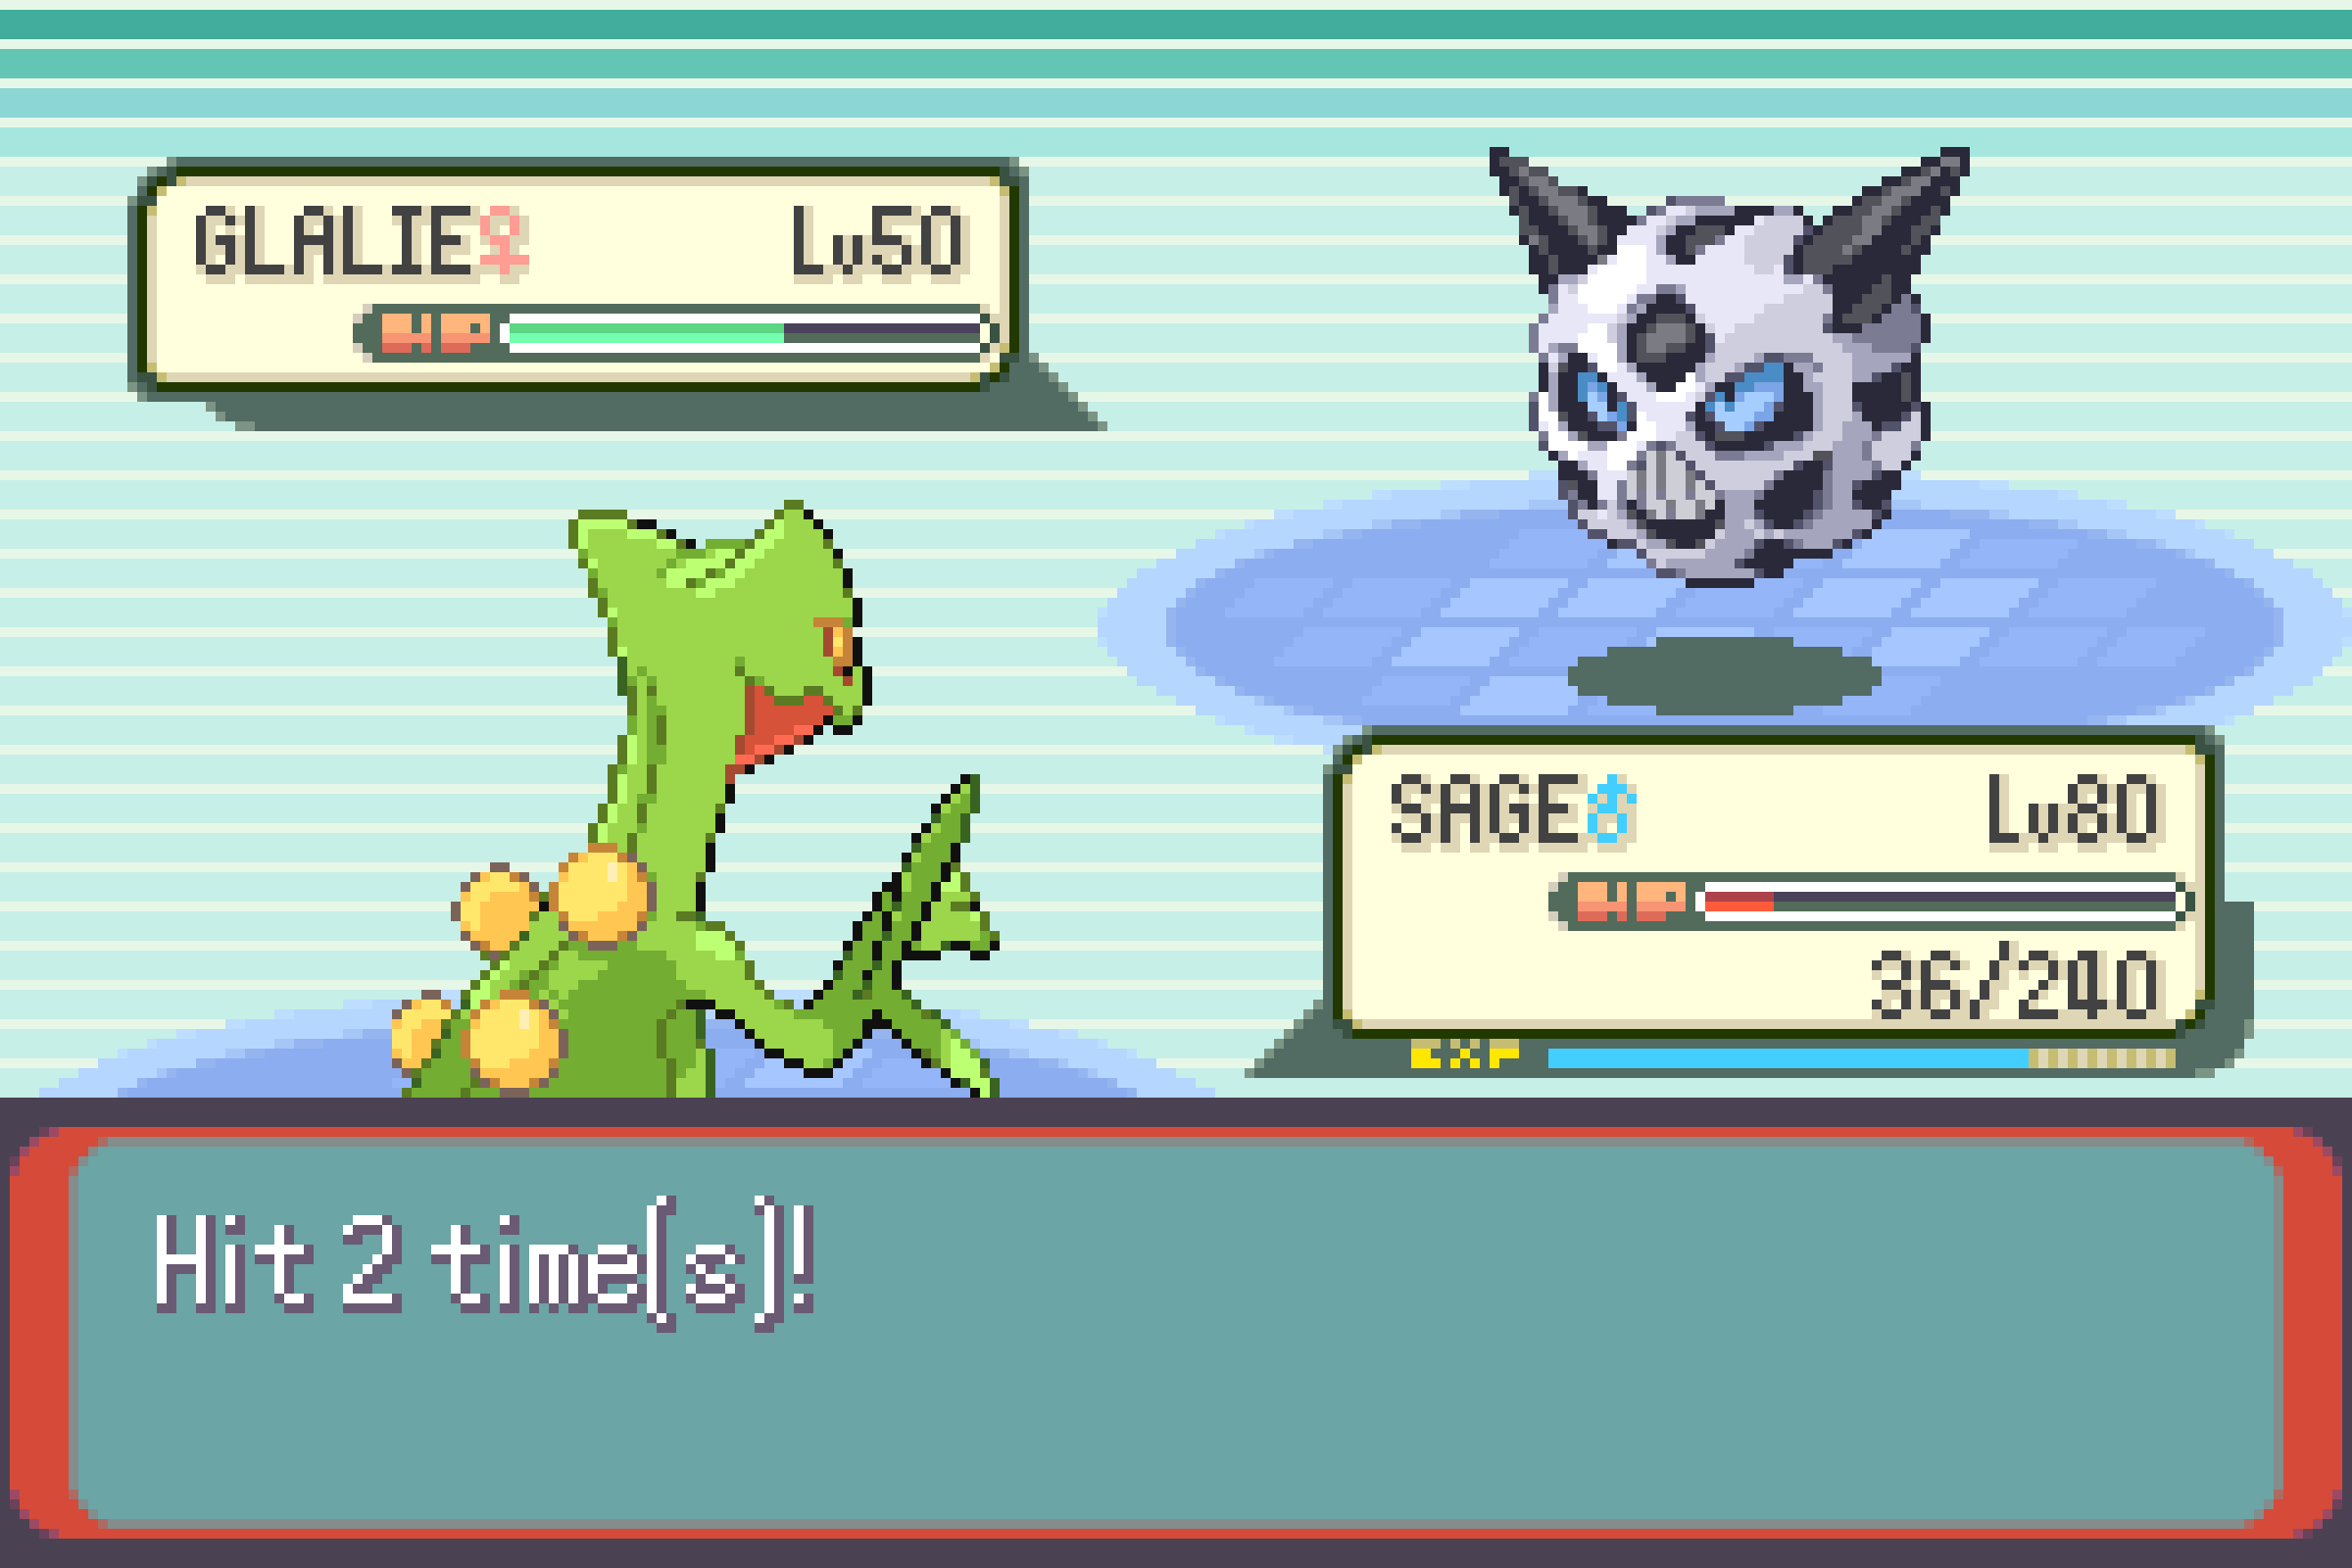 GLALIE♀ Lv50
HP
SAGE♂ Lv80
HP
36/240
EXP
Hit 2 time(s)!